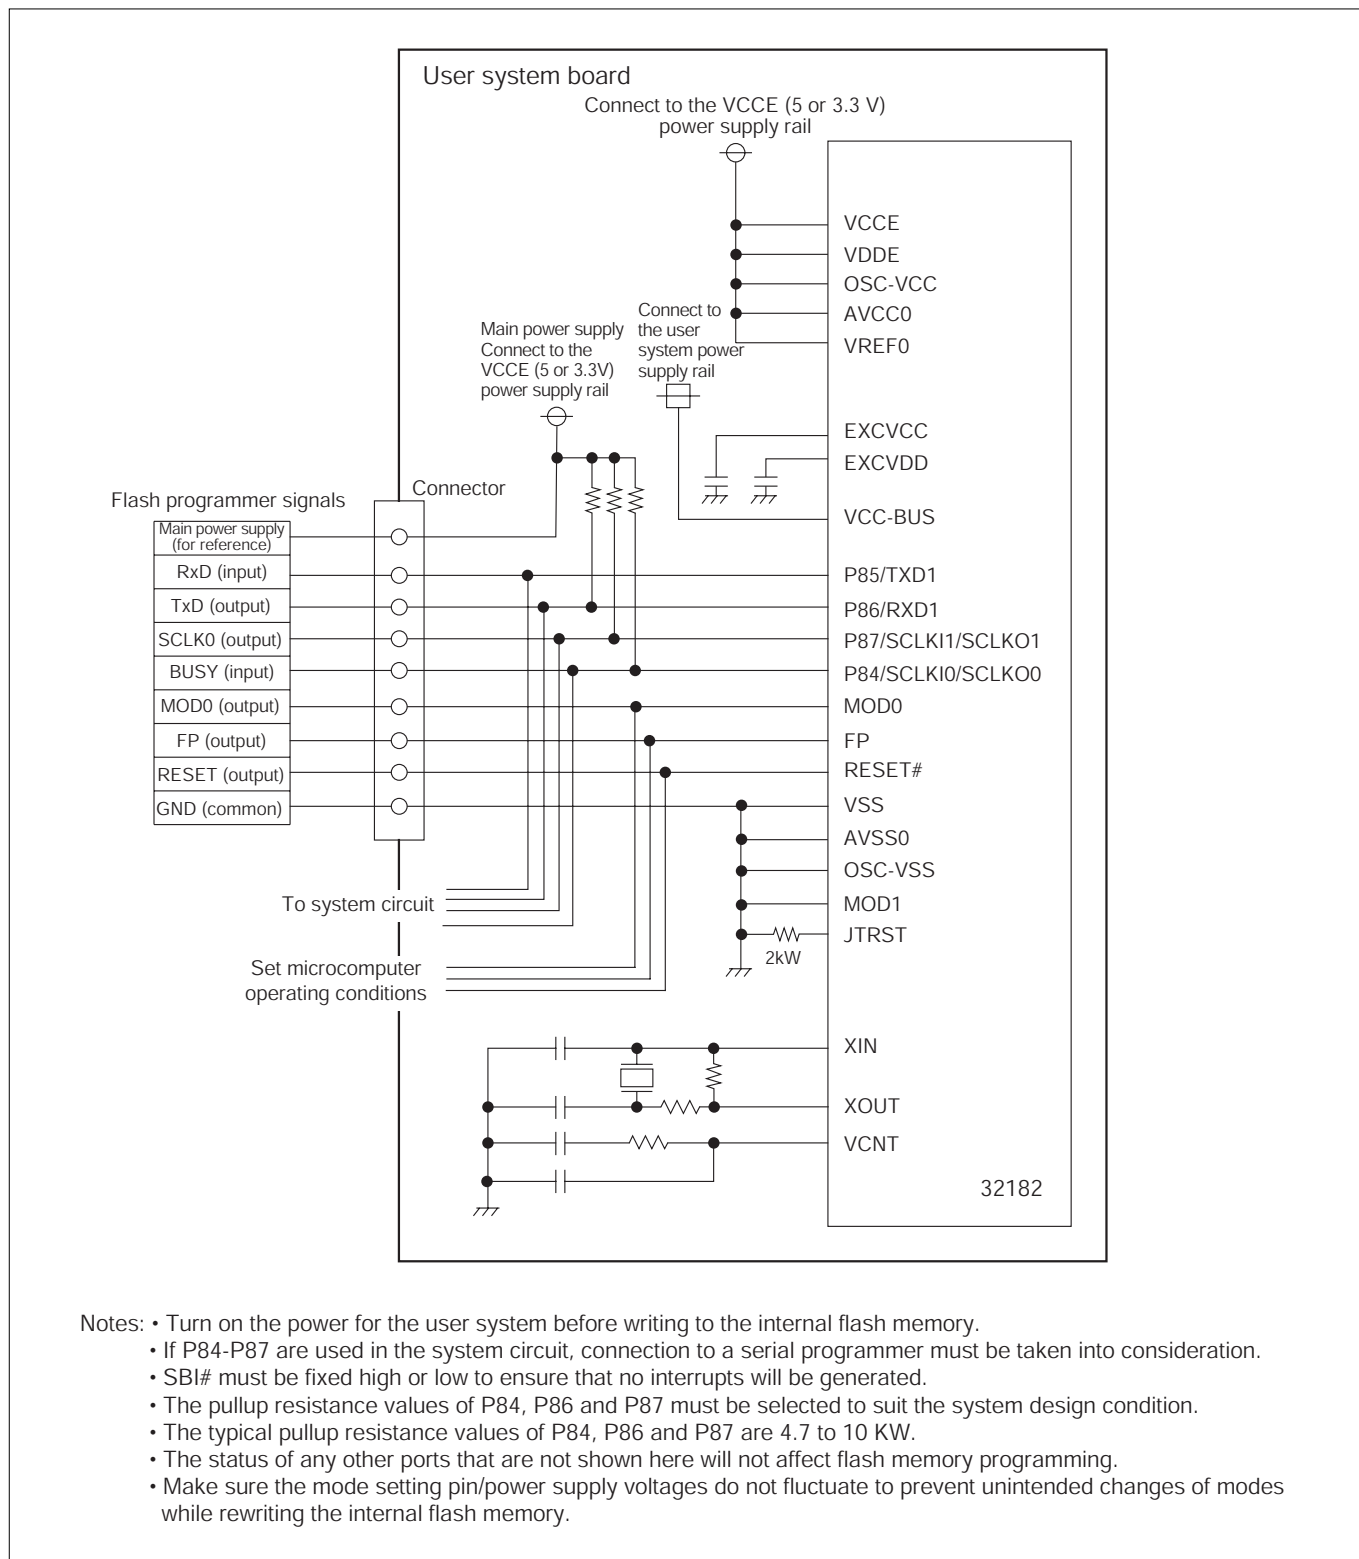 User system board
Connect to the VCCE (5 or 3.3 V)
power supply rail
VCCE
VDDE
OSC-VCC
AVCC0
VREF0
Connect to
the user
system power
supply rail
Main power supply
Connect to the
VCCE (5 or 3.3V)
power supply rail
EXCVCC
EXCVDD
VCC-BUS
Flash programmer signals
Connector
Main power supply
(for reference)
RxD (input)
TxD (output)
SCLK0 (output)
BUSY (input)
MOD0 (output)
FP (output)
RESET (output)
GND (common)
P85/TXD1
P86/RXD1
P87/SCLKI1/SCLKO1
P84/SCLKI0/SCLKO0
MOD0
FP
RESET#
VSS
AVSS0
OSC-VSS
MOD1
JTRST
2kW
To system circuit
Set microcomputer
operating conditions
XIN
XOUT
VCNT
32182
Notes: • Turn on the power for the user system before writing to the internal flash memory.
• If P84-P87 are used in the system circuit, connection to a serial programmer must be taken into consideration.
• SBI# must be fixed high or low to ensure that no interrupts will be generated.
• The pullup resistance values of P84, P86 and P87 must be selected to suit the system design condition.
• The typical pullup resistance values of P84, P86 and P87 are 4.7 to 10 KW.
• The status of any other ports that are not shown here will not affect flash memory programming.
• Make sure the mode setting pin/power supply voltages do not fluctuate to prevent unintended changes of modes
while rewriting the internal flash memory.